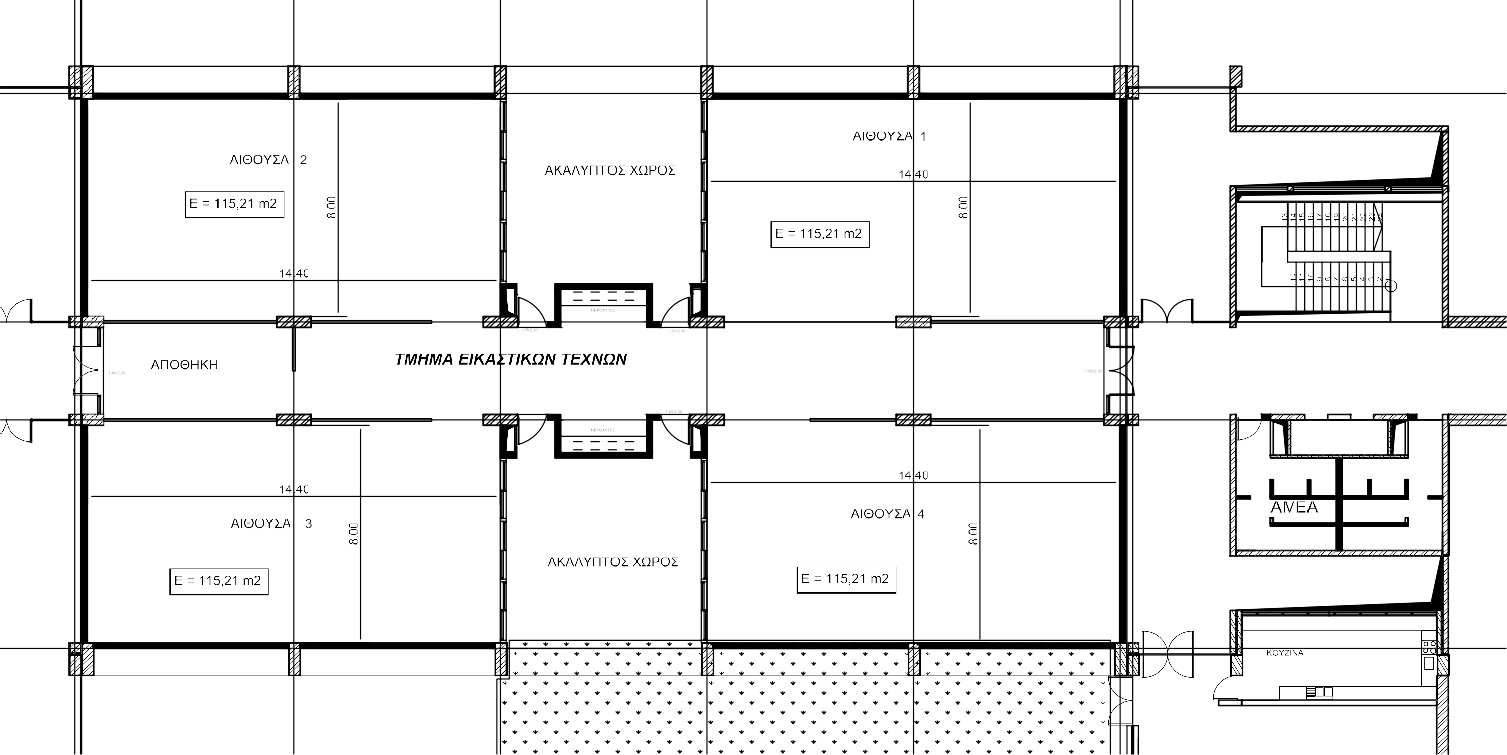 ΑΙΘΟΥΣΑ 2
E = 115,21 m2
8.00
14.40
ΑΚΑΛΥΠΤΟΣ ΧΩΡΟΣ
ΑΙΘΟΥΣΑ 1
14.40
8.00
E = 115,21 m2
ΑΠΟΘΗΚΗ
ΤΜΗΜΑ ΕΙΚΑΣΤΙΚΩΝ ΤΕΧΝΩΝ
14.40
ΑΙΘΟΥΣΑ 3
8.00
E = 115,21 m2
ΑΚΑΛΥΠΤΟΣ ΧΩΡΟΣ
14.40
ΑΙΘΟΥΣΑ 4
8.00
E = 115,21 m2
ΑΜΕΑ
ΚΟΥΖΙΝΑ